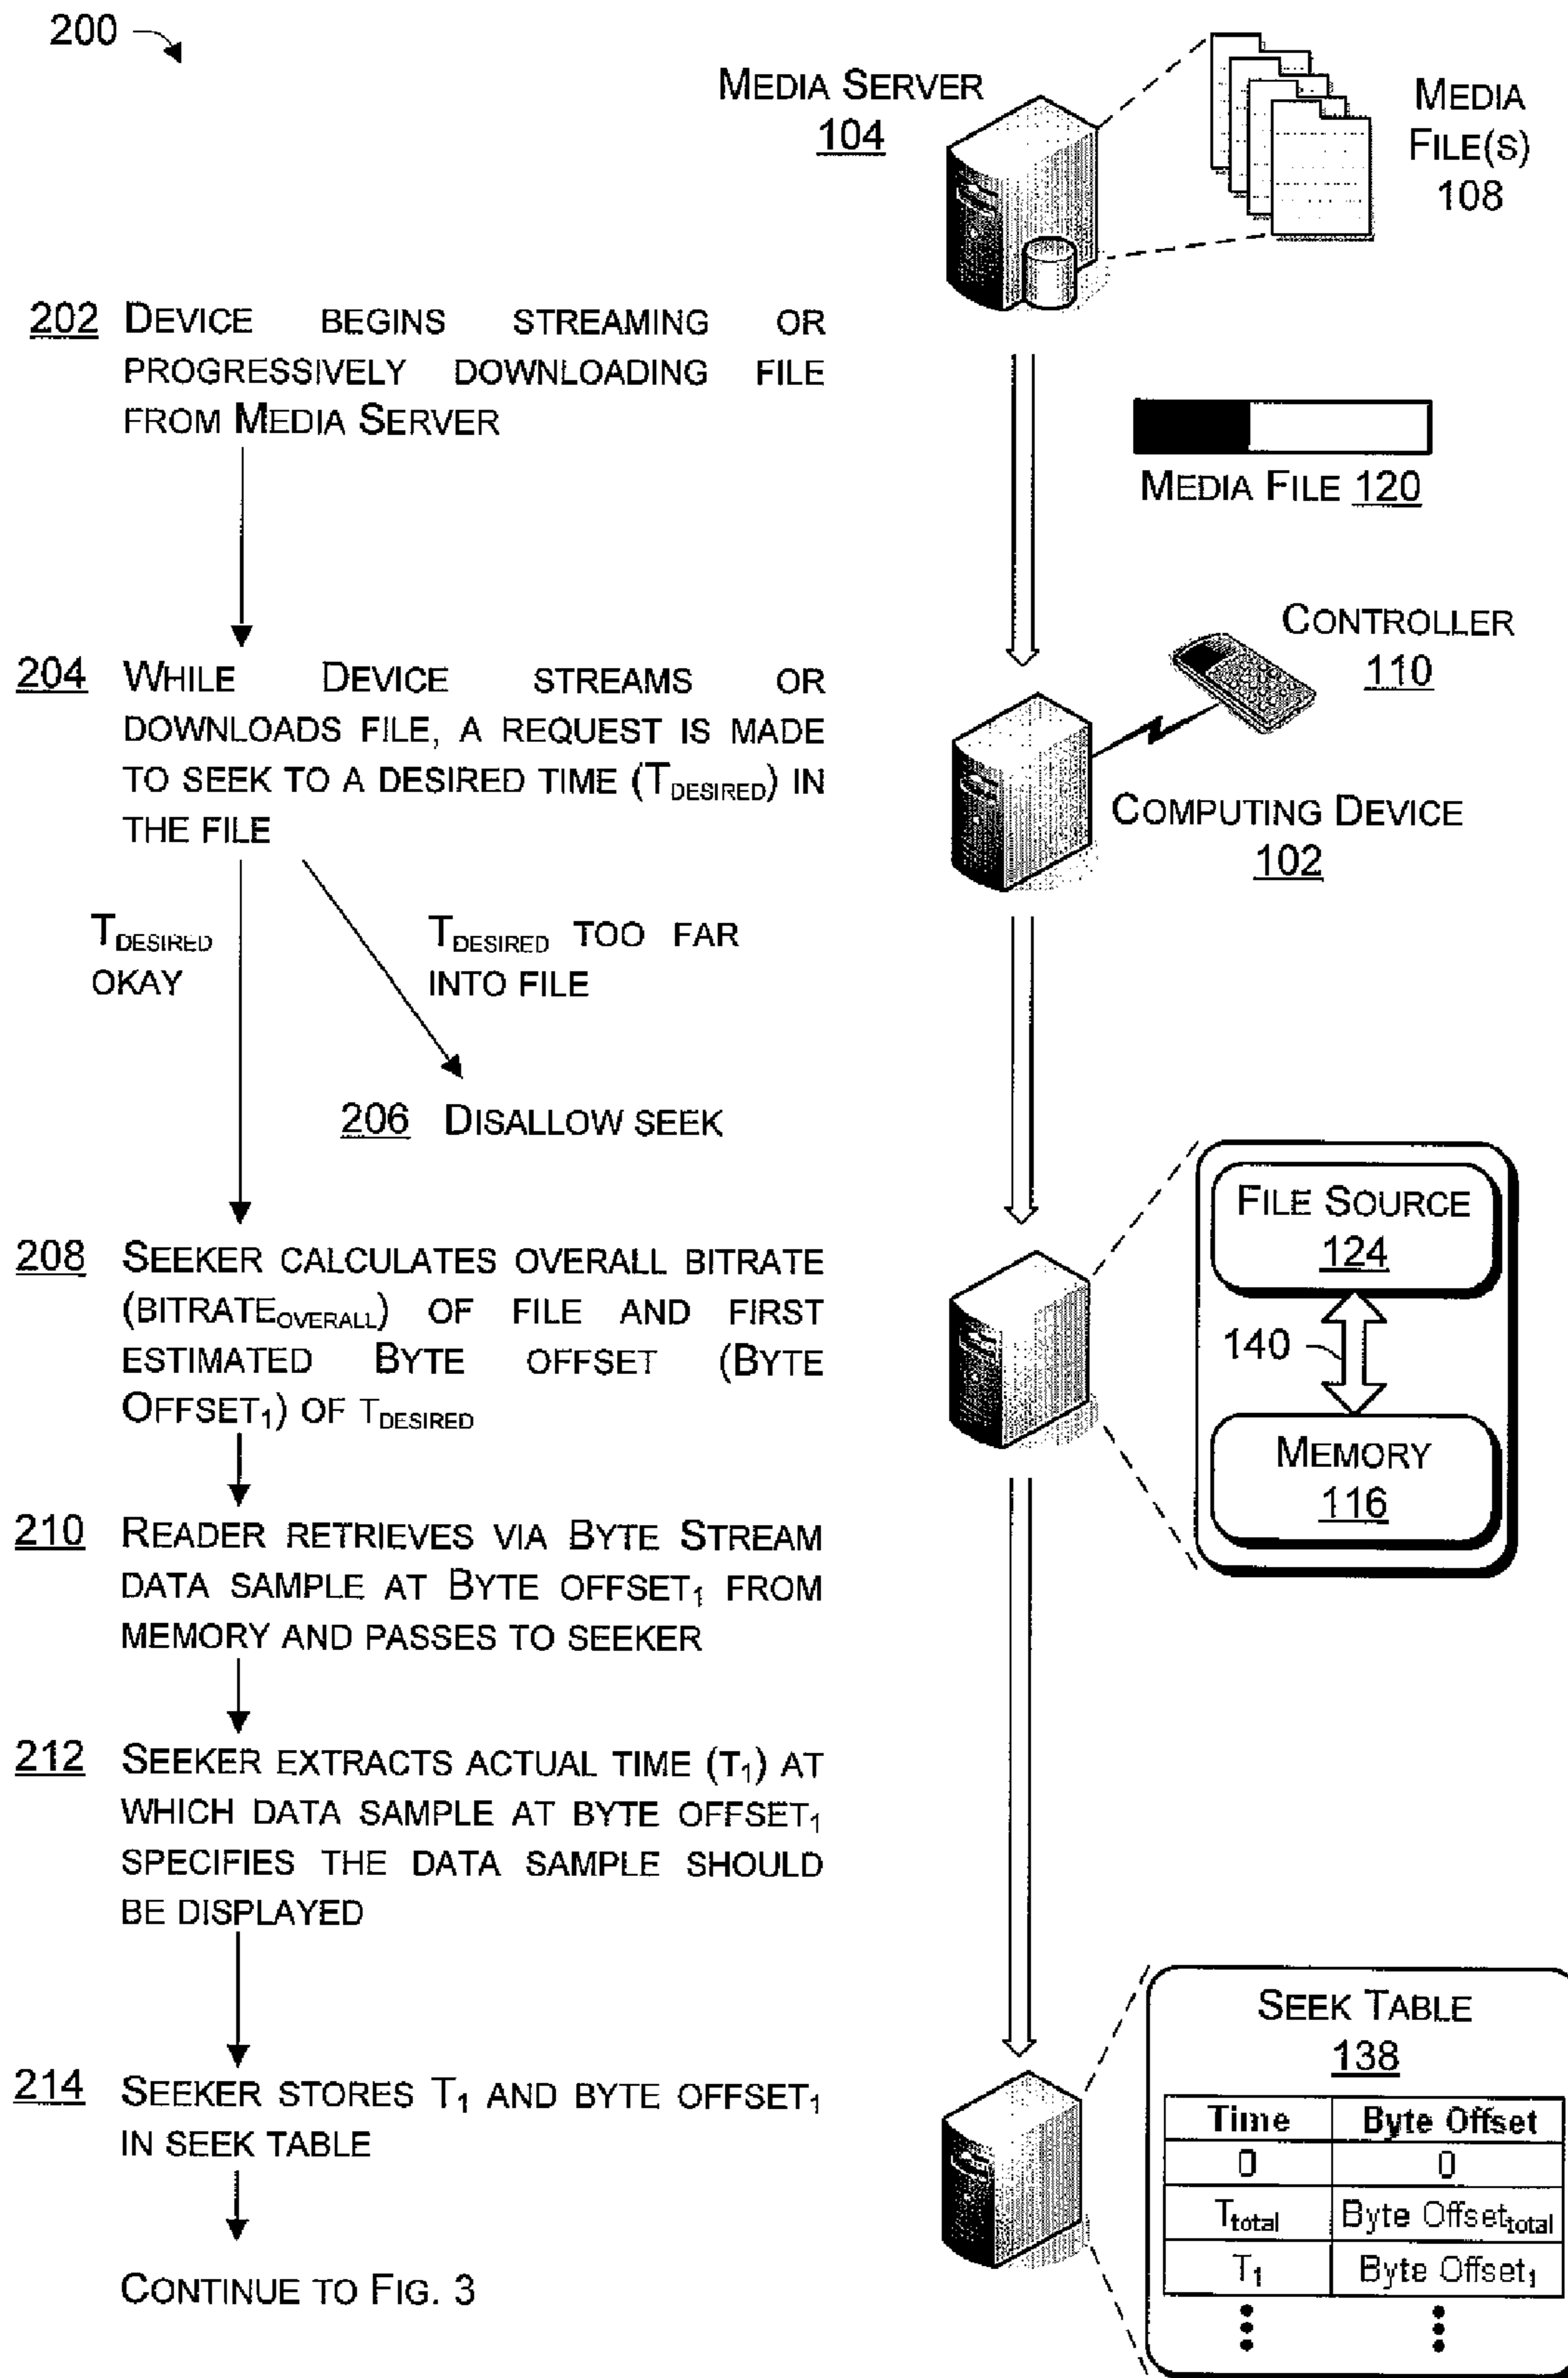 200
MEDIA SERVER
104
MEDIA
FILE(S)
108
202 DEVICE BEGINS STREAMING OR
PROGRESSIVELY DOWNLOADING FILE
FROM MEDIA SERVER
MEDIA FILE 120
CONTROLLER
110
204 WHILE DEVICE STREAMS OR
DOWNLOADS FILE, A REQUEST IS MADE
TO SEEK TO A DESIRED TIME (T_DESIRED) IN
THE FILE
COMPUTING DEVICE
102
T_DESIRED
OKAY
T_DESIRED TOO FAR
INTO FILE
206 DISALLOW SEEK
FILE SOURCE
124
140
MEMORY
116
208 SEEKER CALCULATES OVERALL BITRATE
(BITRATE_OVERALL) OF FILE AND FIRST
ESTIMATED BYTE OFFSET (BYTE
OFFSET₁) OF T_DESIRED
210 READER RETRIEVES VIA BYTE STREAM
DATA SAMPLE AT BYTE OFFSET₁ FROM
MEMORY AND PASSES TO SEEKER
212 SEEKER EXTRACTS ACTUAL TIME (T₁) AT
WHICH DATA SAMPLE AT BYTE OFFSET₁
SPECIFIES THE DATA SAMPLE SHOULD
BE DISPLAYED
214 SEEKER STORES T₁ AND BYTE OFFSET₁
IN SEEK TABLE
CONTINUE TO FIG. 3
SEEK TABLE
138
Time Byte Offset
0 0
T_total Byte Offset_total
T₁ Byte Offset₁